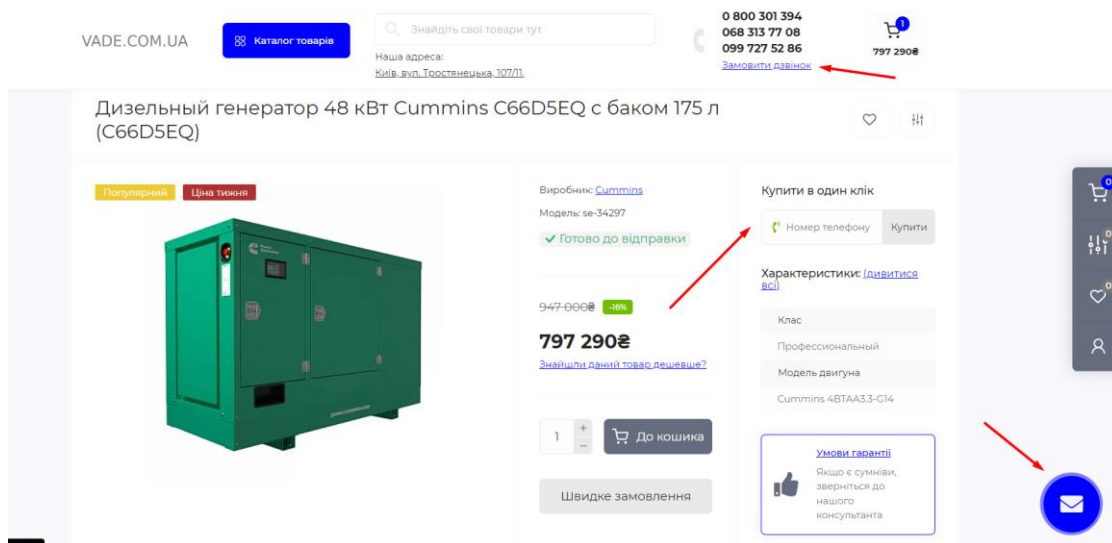 VADE.COM.UA
Каталог товарів
Знайдіть свої товари тут
Наша адреса:
Київ, вул. Тростянецька, 107/11.
0 800 301 394
068 313 77 08
099 727 52 86
Замовити дзвінок
1
797 290₴
Дизельный генератор 48 кВт Cummins C66D5EQ с баком 175 л
(C66D5EQ)
Популярний
Ціна тижня
Виробник: Cummins
Модель: se-34297
Готово до відправки
947 000₴
-16%
797 290₴
Знайшли даний товар дешевше?
1
+
−
До кошика
Швидке замовлення
Купити в один клік
Номер телефону
Купити
Характеристики: (дивитися
всі)
Клас
Профессиональный
Модель двигуна
Cummins 4BTAA3.3-G14
Умови гарантії
Якщо є сумніви,
зверніться до
нашого
консультанта
0
0
0